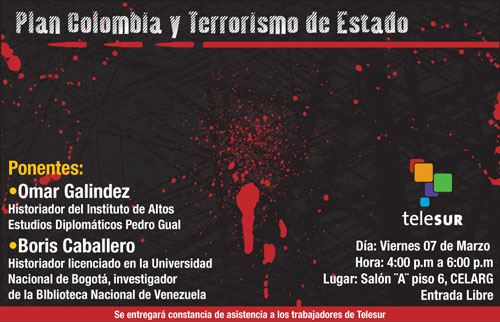 Plan Colombia y Terrorismo de Estado
Ponentes:
•Omar Galindez
Historiador del Instituto de Altos
Estudios Diplomáticos Pedro Gual
•Boris Caballero
Historiador licenciado en la Universidad
Nacional de Bogotá, investigador
de la BIblioteca Nacional de Venezuela
teleSUR
Día: Viernes 07 de Marzo
Hora: 4:00 p.m a 6:00 p.m
Lugar: Salón ¨A¨ piso 6, CELARG
Entrada Libre
Se entregará constancia de asistencia a los trabajadores de Telesur